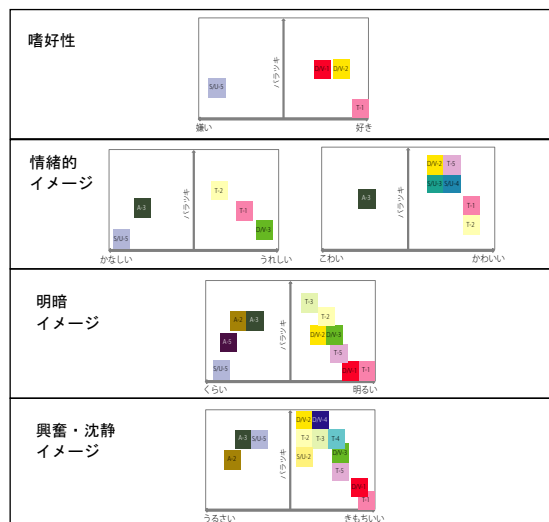 嗜好性
バラツキ
S/U-5
D/V-1
D/V-2
T-1
嫌い
好き
情緒的
イメージ
バラツキ
A-3
S/U-5
T-2
T-1
D/V-3
かなしい
うれしい
バラツキ
A-3
D/V-2
T-5
S/U-3
S/U-4
T-1
T-2
こわい
かわいい
明暗
イメージ
バラツキ
A-2
A-3
A-5
S/U-5
T-3
T-2
D/V-2
D/V-3
T-5
D/V-1
T-1
くらい
明るい
興奮・沈静
イメージ
バラツキ
A-3
S/U-5
A-2
D/V-2
D/V-4
T-2
T-3
T-4
S/U-2
D/V-3
T-5
D/V-1
T-1
うるさい
きもちいい